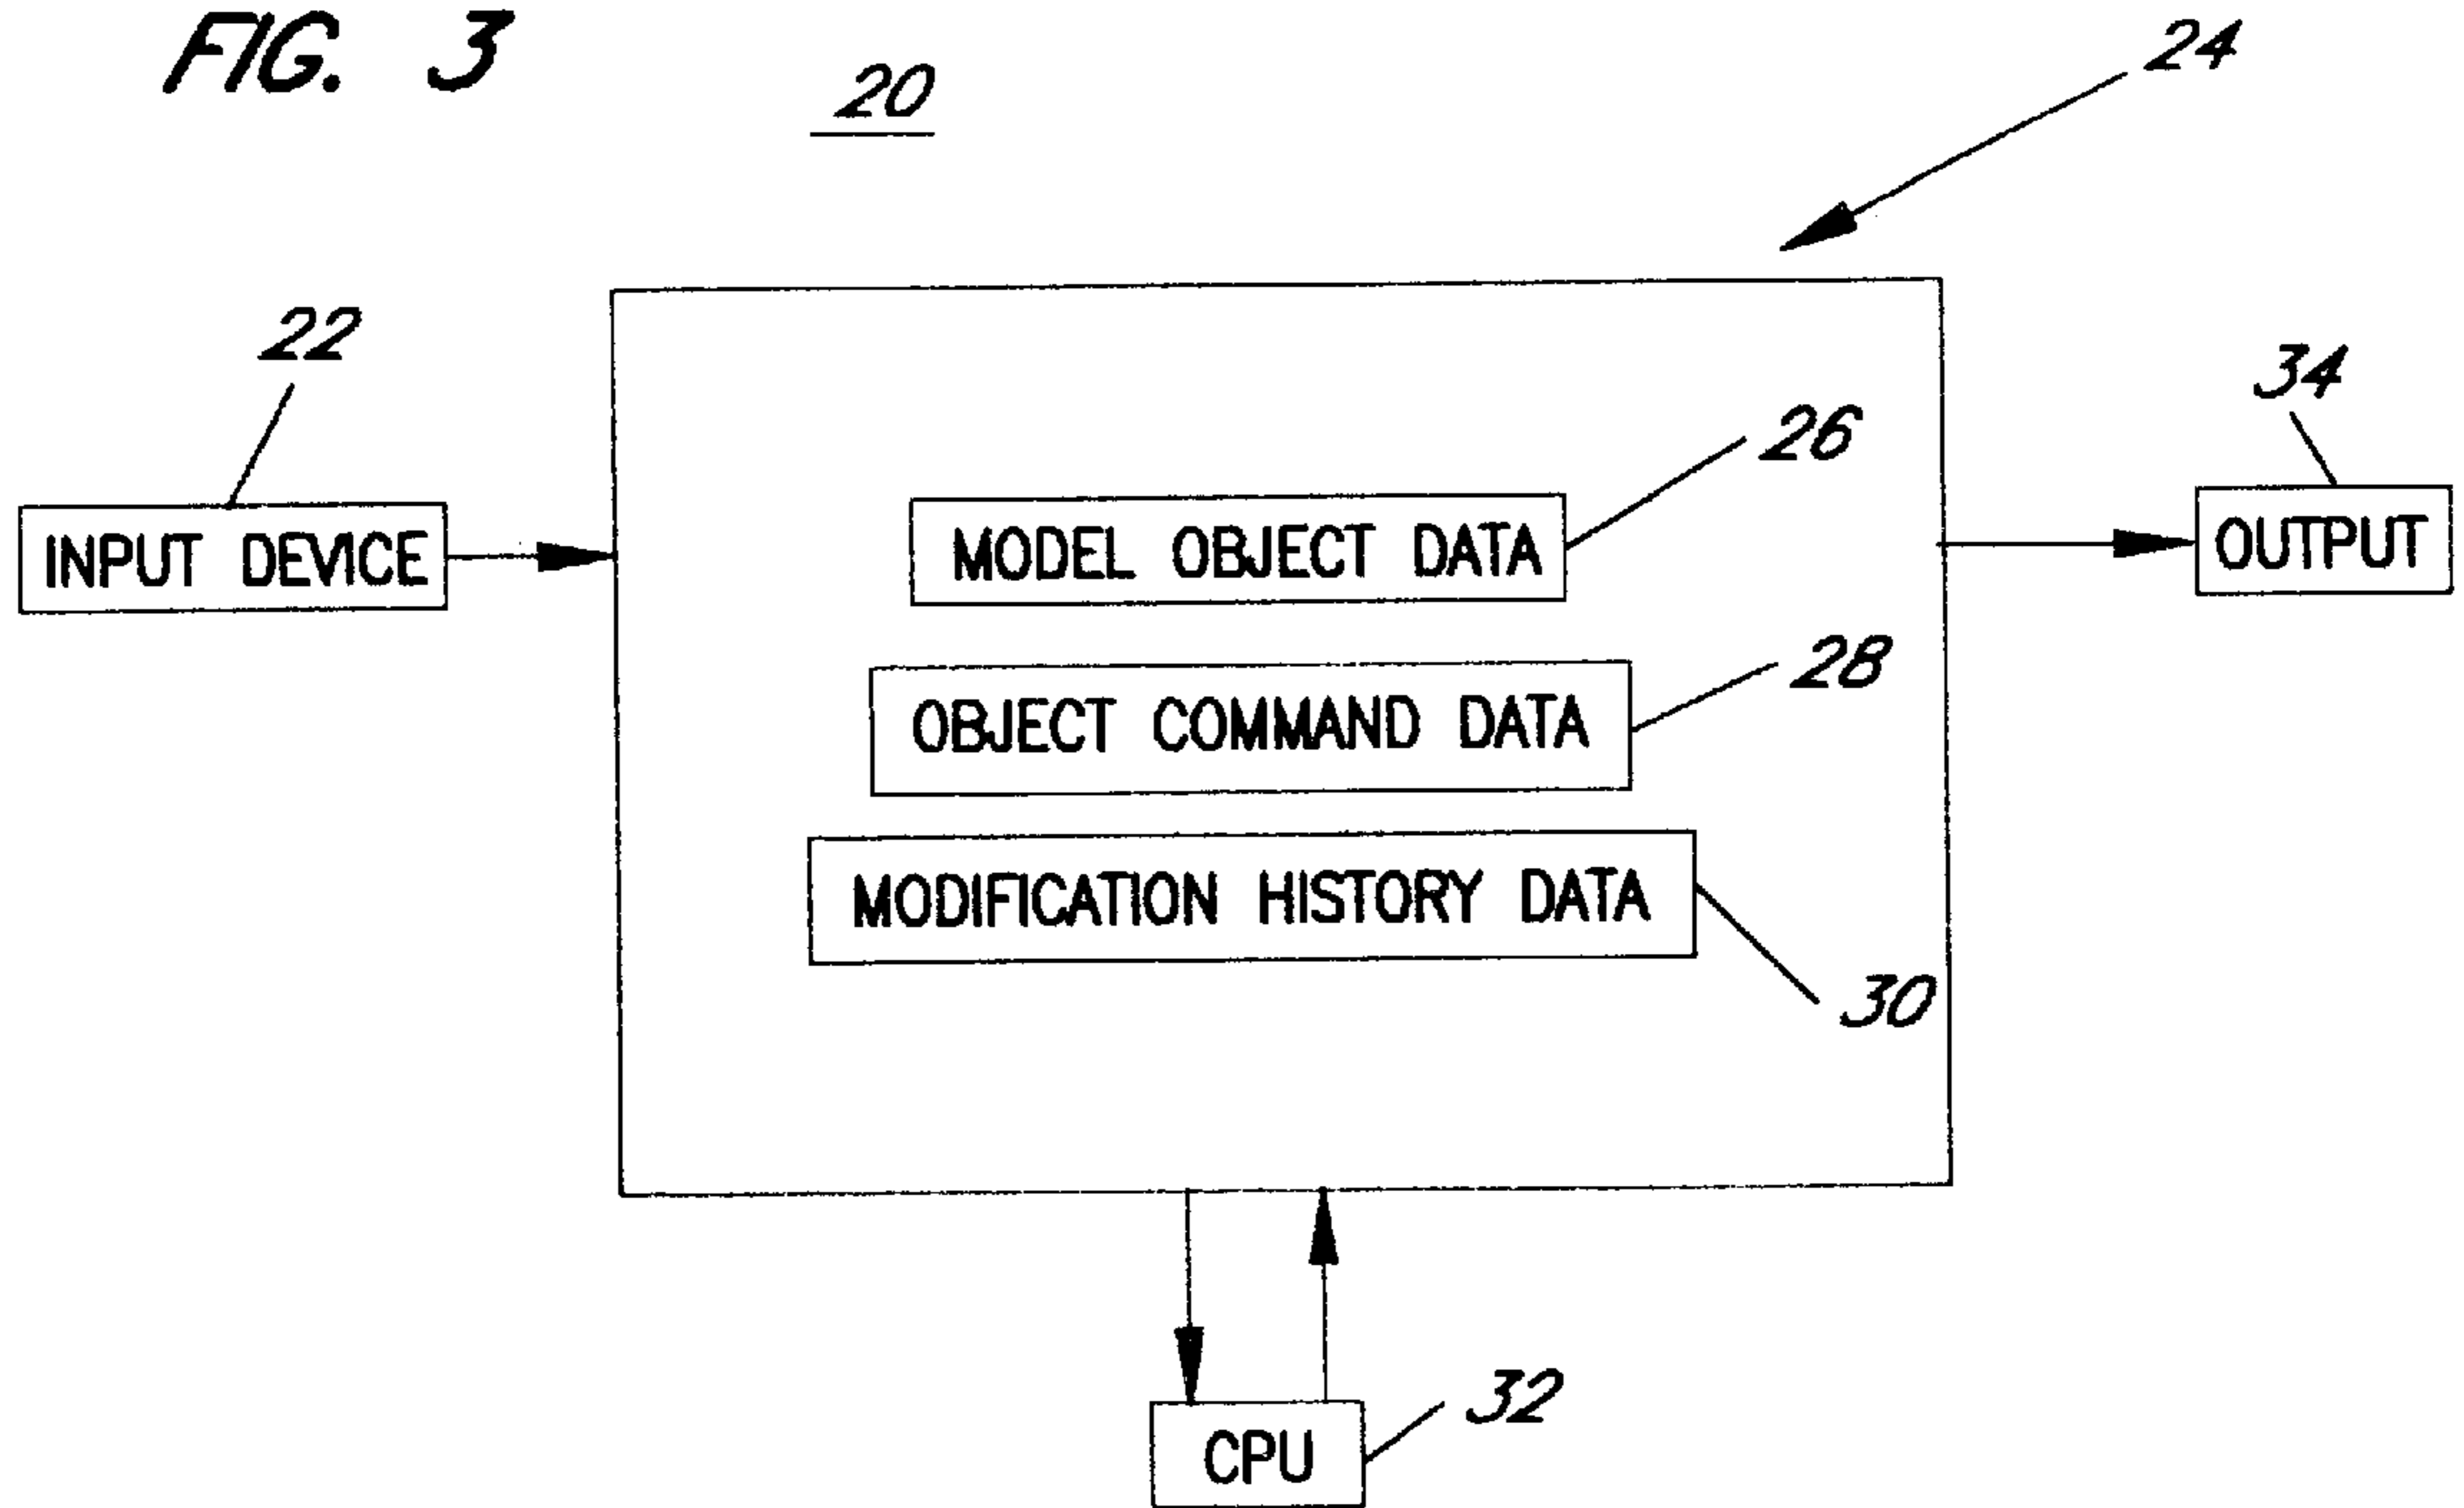 FIG. 3
20
24
22
34
26
INPUT DEVICE
MODEL OBJECT DATA
OUTPUT
28
OBJECT COMMAND DATA
MODIFICATION HISTORY DATA
30
32
CPU